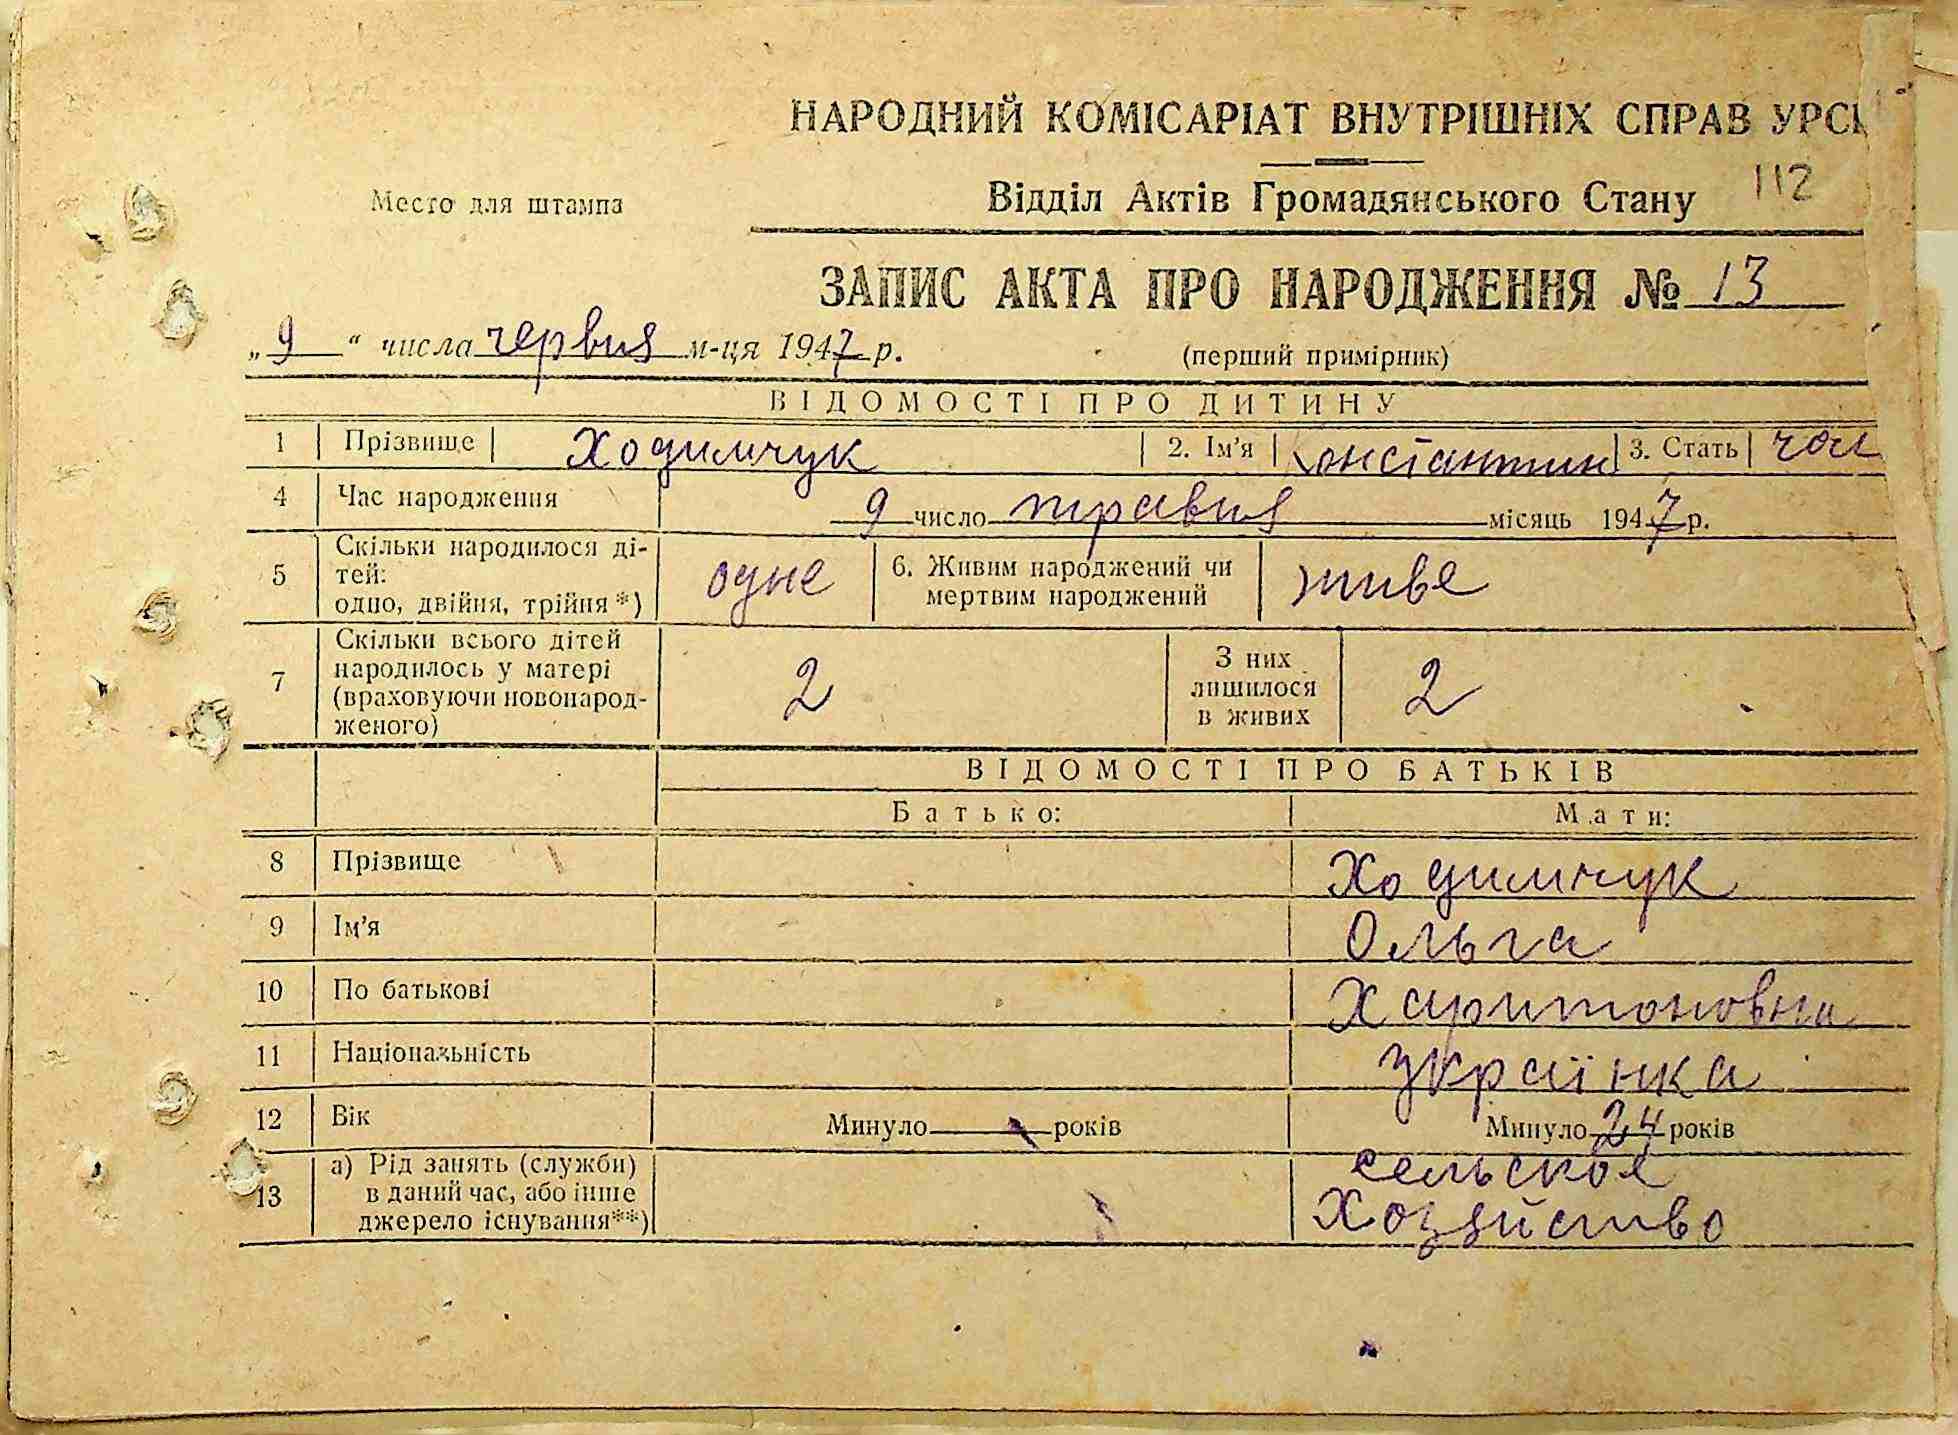 НАРОДНИЙ КОМІСАРІАТ ВНУТРІШНІХ СПРАВ УРСР
Место для штампа
Відділ Актів Громадянського Стану 112
ЗАПИС АКТА ПРО НАРОДЖЕННЯ № 13
„9“ числа червня м-ця 1947 р. (перший примірник)
ВІДОМОСТІ ПРО ДИТИНУ
1 Прізвище Ходимчук 2. Ім'я Константин 3. Стать чол
4 Час народження 9 число травня місяць 1947 р.
5 Скільки народилося ді-
тей:
одно, двійня, трійня*) одне 6. Живим народжений чи
мертвим народжений живе
7 Скільки всього дітей
народилось у матері
(враховуючи новонарод-
женого) 2 З них
лишилося
в живих 2
ВІДОМОСТІ ПРО БАТЬКІВ
Батько: Мати:
8 Прізвище Ходимчук
9 Ім'я Ольга
10 По батькові Харитоновна
11 Національність українка
12 Вік Минуло років Минуло 24 років
13 а) Рід занять (служби)
в даний час, або інше
джерело існування**) сельское
хозяйство